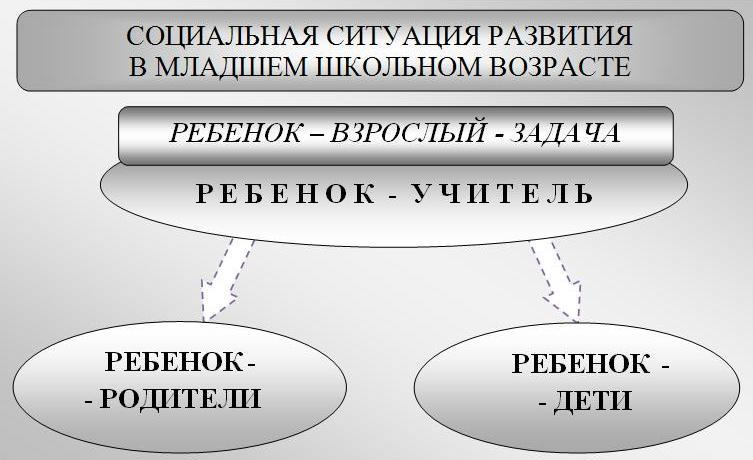 СОЦИАЛЬНАЯ СИТУАЦИЯ РАЗВИТИЯ
В МЛАДШЕМ ШКОЛЬНОМ ВОЗРАСТЕ
РЕБЕНОК – ВЗРОСЛЫЙ - ЗАДАЧА
Р Е Б Е Н О К - У Ч И Т Е Л Ь
РЕБЕНОК -
- РОДИТЕЛИ
РЕБЕНОК -
- ДЕТИ